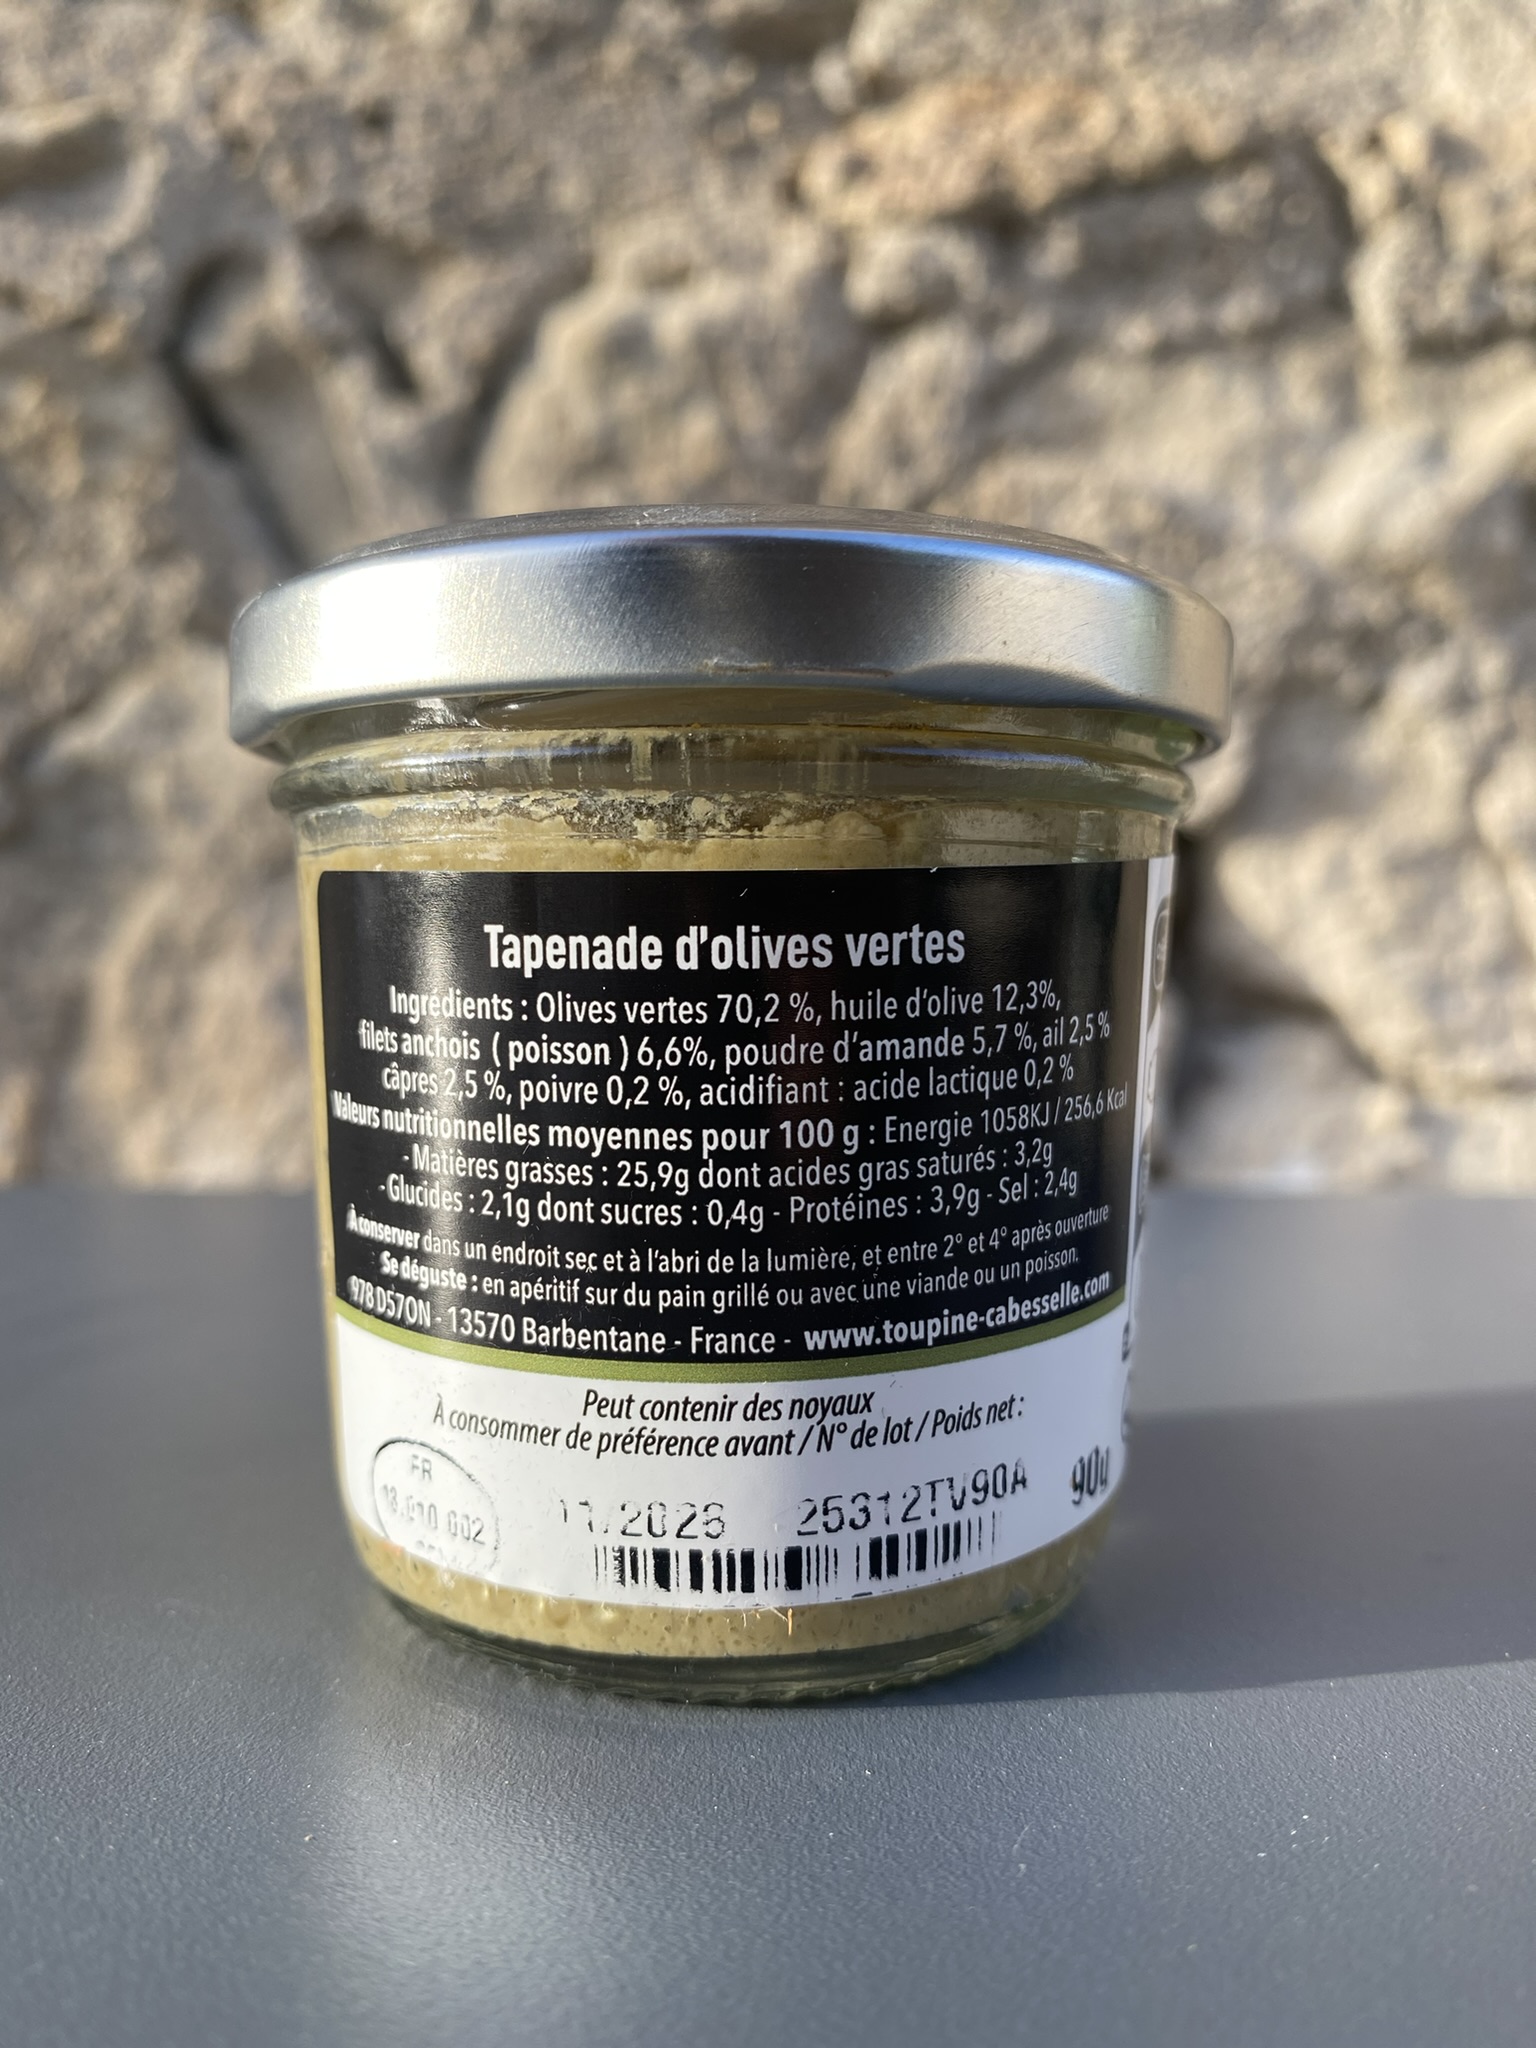 Tapenade d'olives vertes
Ingrédients : Olives vertes 70,2 %, huile d'olive 12,3%,
filets anchois ( poisson ) 6,6%, poudre d'amande 5,7 %, ail 2,5 %
câpres 2,5 %, poivre 0,2 %, acidifiant : acide lactique 0,2 %
Valeurs nutritionnelles moyennes pour 100 g : Energie 1058KJ / 256,6 Kcal
- Matières grasses : 25,9g dont acides gras saturés : 3,2g
- Glucides : 2,1g dont sucres : 0,4g - Protéines : 3,9g - Sel : 2,4g
À conserver dans un endroit sec et à l'abri de la lumière, et entre 2° et 4° après ouverture
Se déguste : en apéritif sur du pain grillé ou avec une viande ou un poisson.
978 D570N - 13570 Barbentane - France - www.toupine-cabesselle.com
Peut contenir des noyaux
À consommer de préférence avant / N° de lot / Poids net :
FR
11/2026 25312TV90A 90g